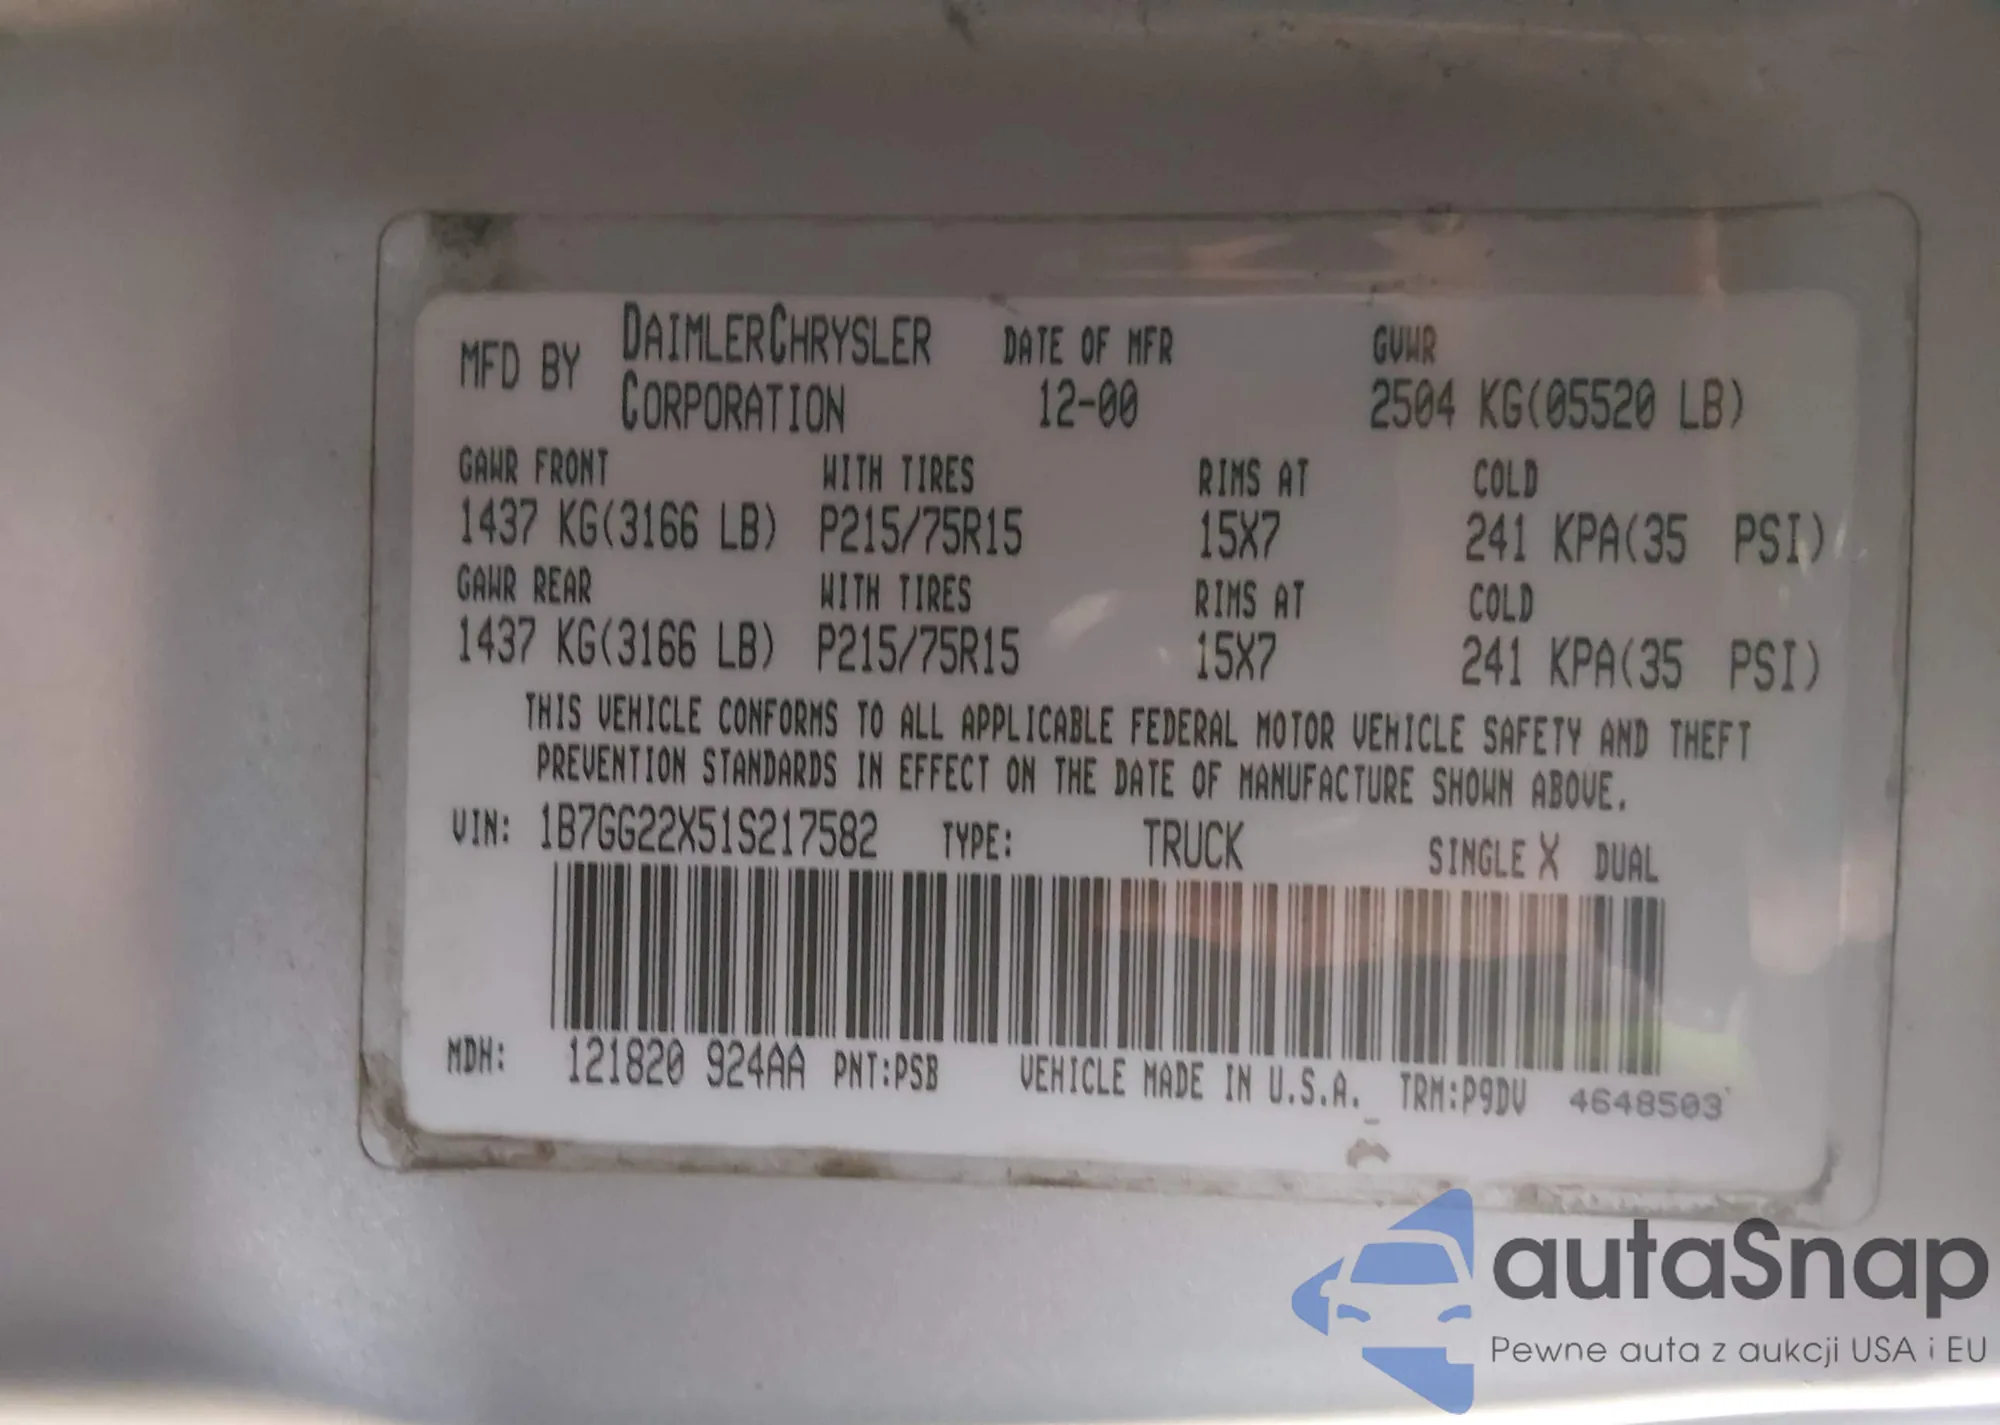 MFD BY DAIMLERCHRYSLER CORPORATION
DATE OF MFR
12-00
GVWR
2504 KG(05520 LB)
GAWR FRONT WITH TIRES RIMS AT COLD
1437 KG(3166 LB) P215/75R15 15X7 241 KPA(35 PSI)
GAWR REAR WITH TIRES RIMS AT COLD
1437 KG(3166 LB) P215/75R15 15X7 241 KPA(35 PSI)
THIS VEHICLE CONFORMS TO ALL APPLICABLE FEDERAL MOTOR VEHICLE SAFETY AND THEFT
PREVENTION STANDARDS IN EFFECT ON THE DATE OF MANUFACTURE SHOWN ABOVE.
VIN: 1B7GG22X51S217582 TYPE: TRUCK SINGLE X DUAL
MDH: 121820 924AA PNT:PSB VEHICLE MADE IN U.S.A. TRM:P9DV 4648503
autaSnap
Pewne auta z aukcji USA i EU